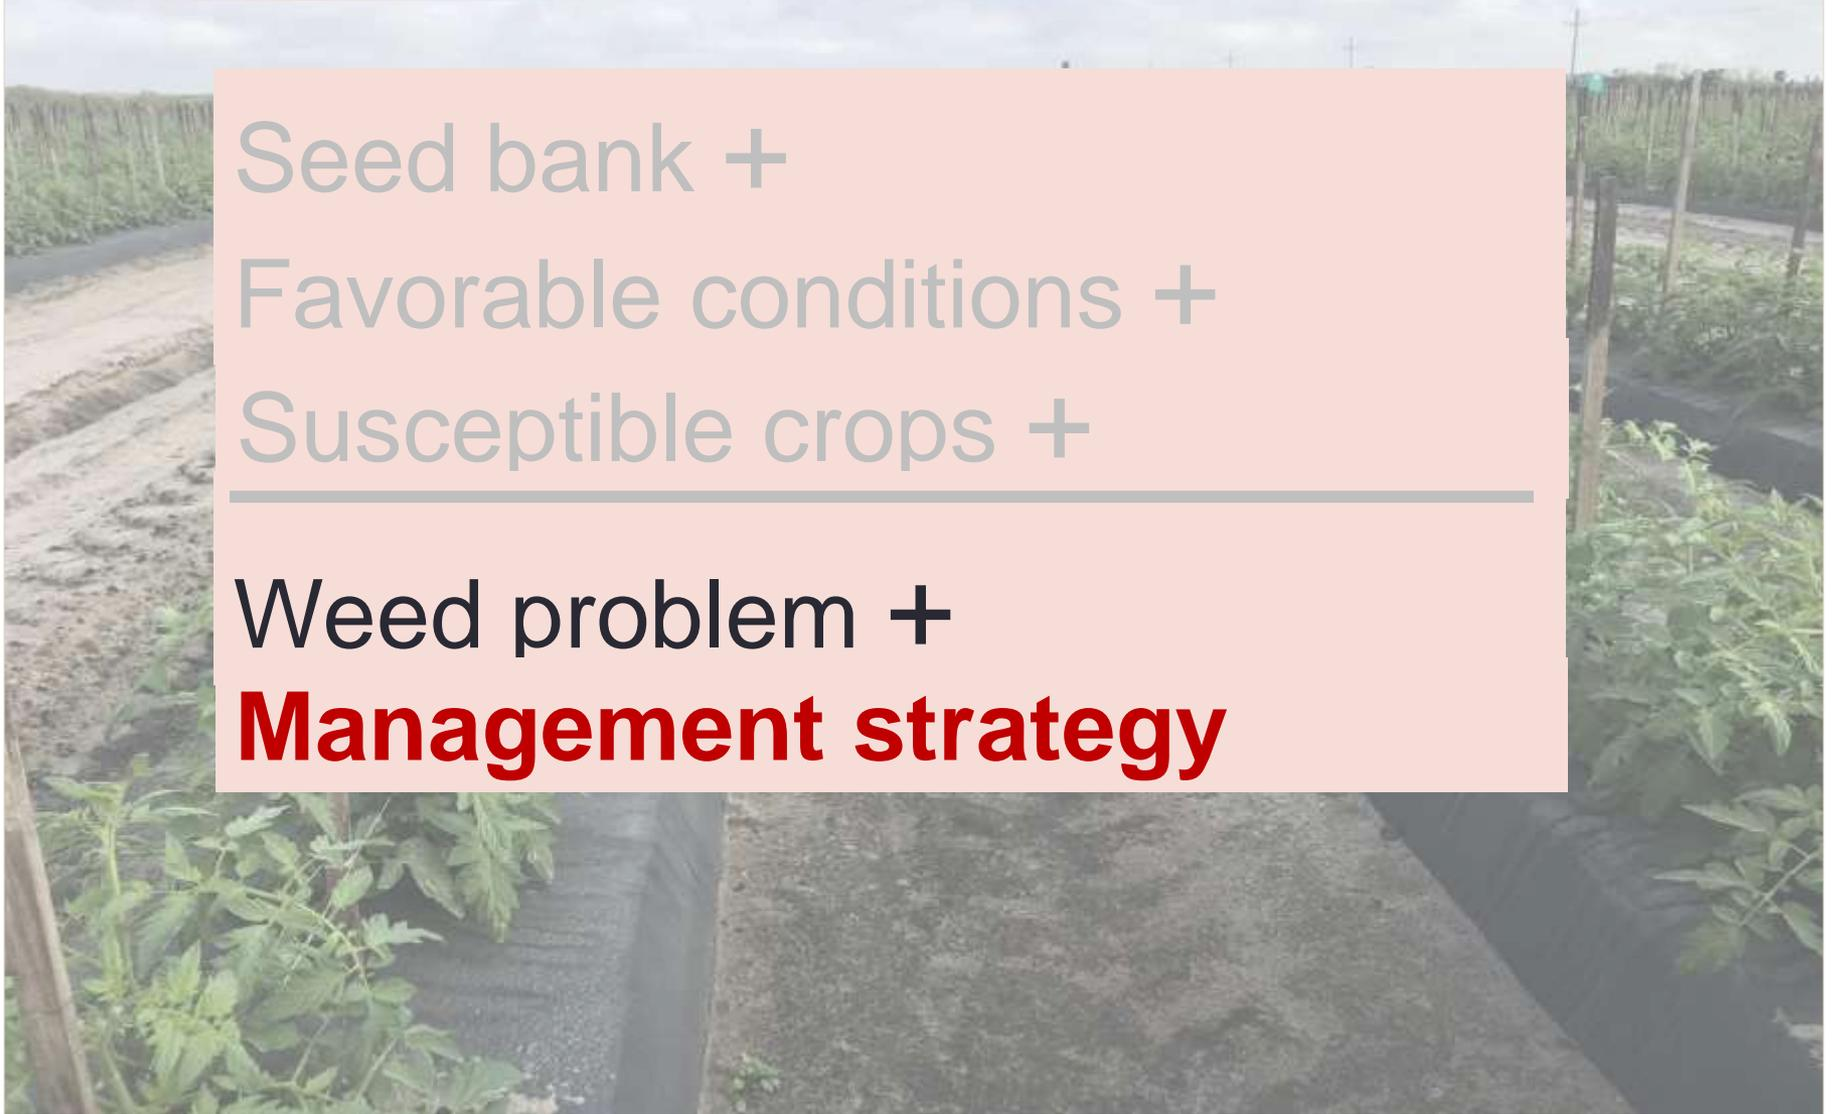 Seed bank +
Favorable conditions +
Susceptible crops +
Weed problem +
Management strategy